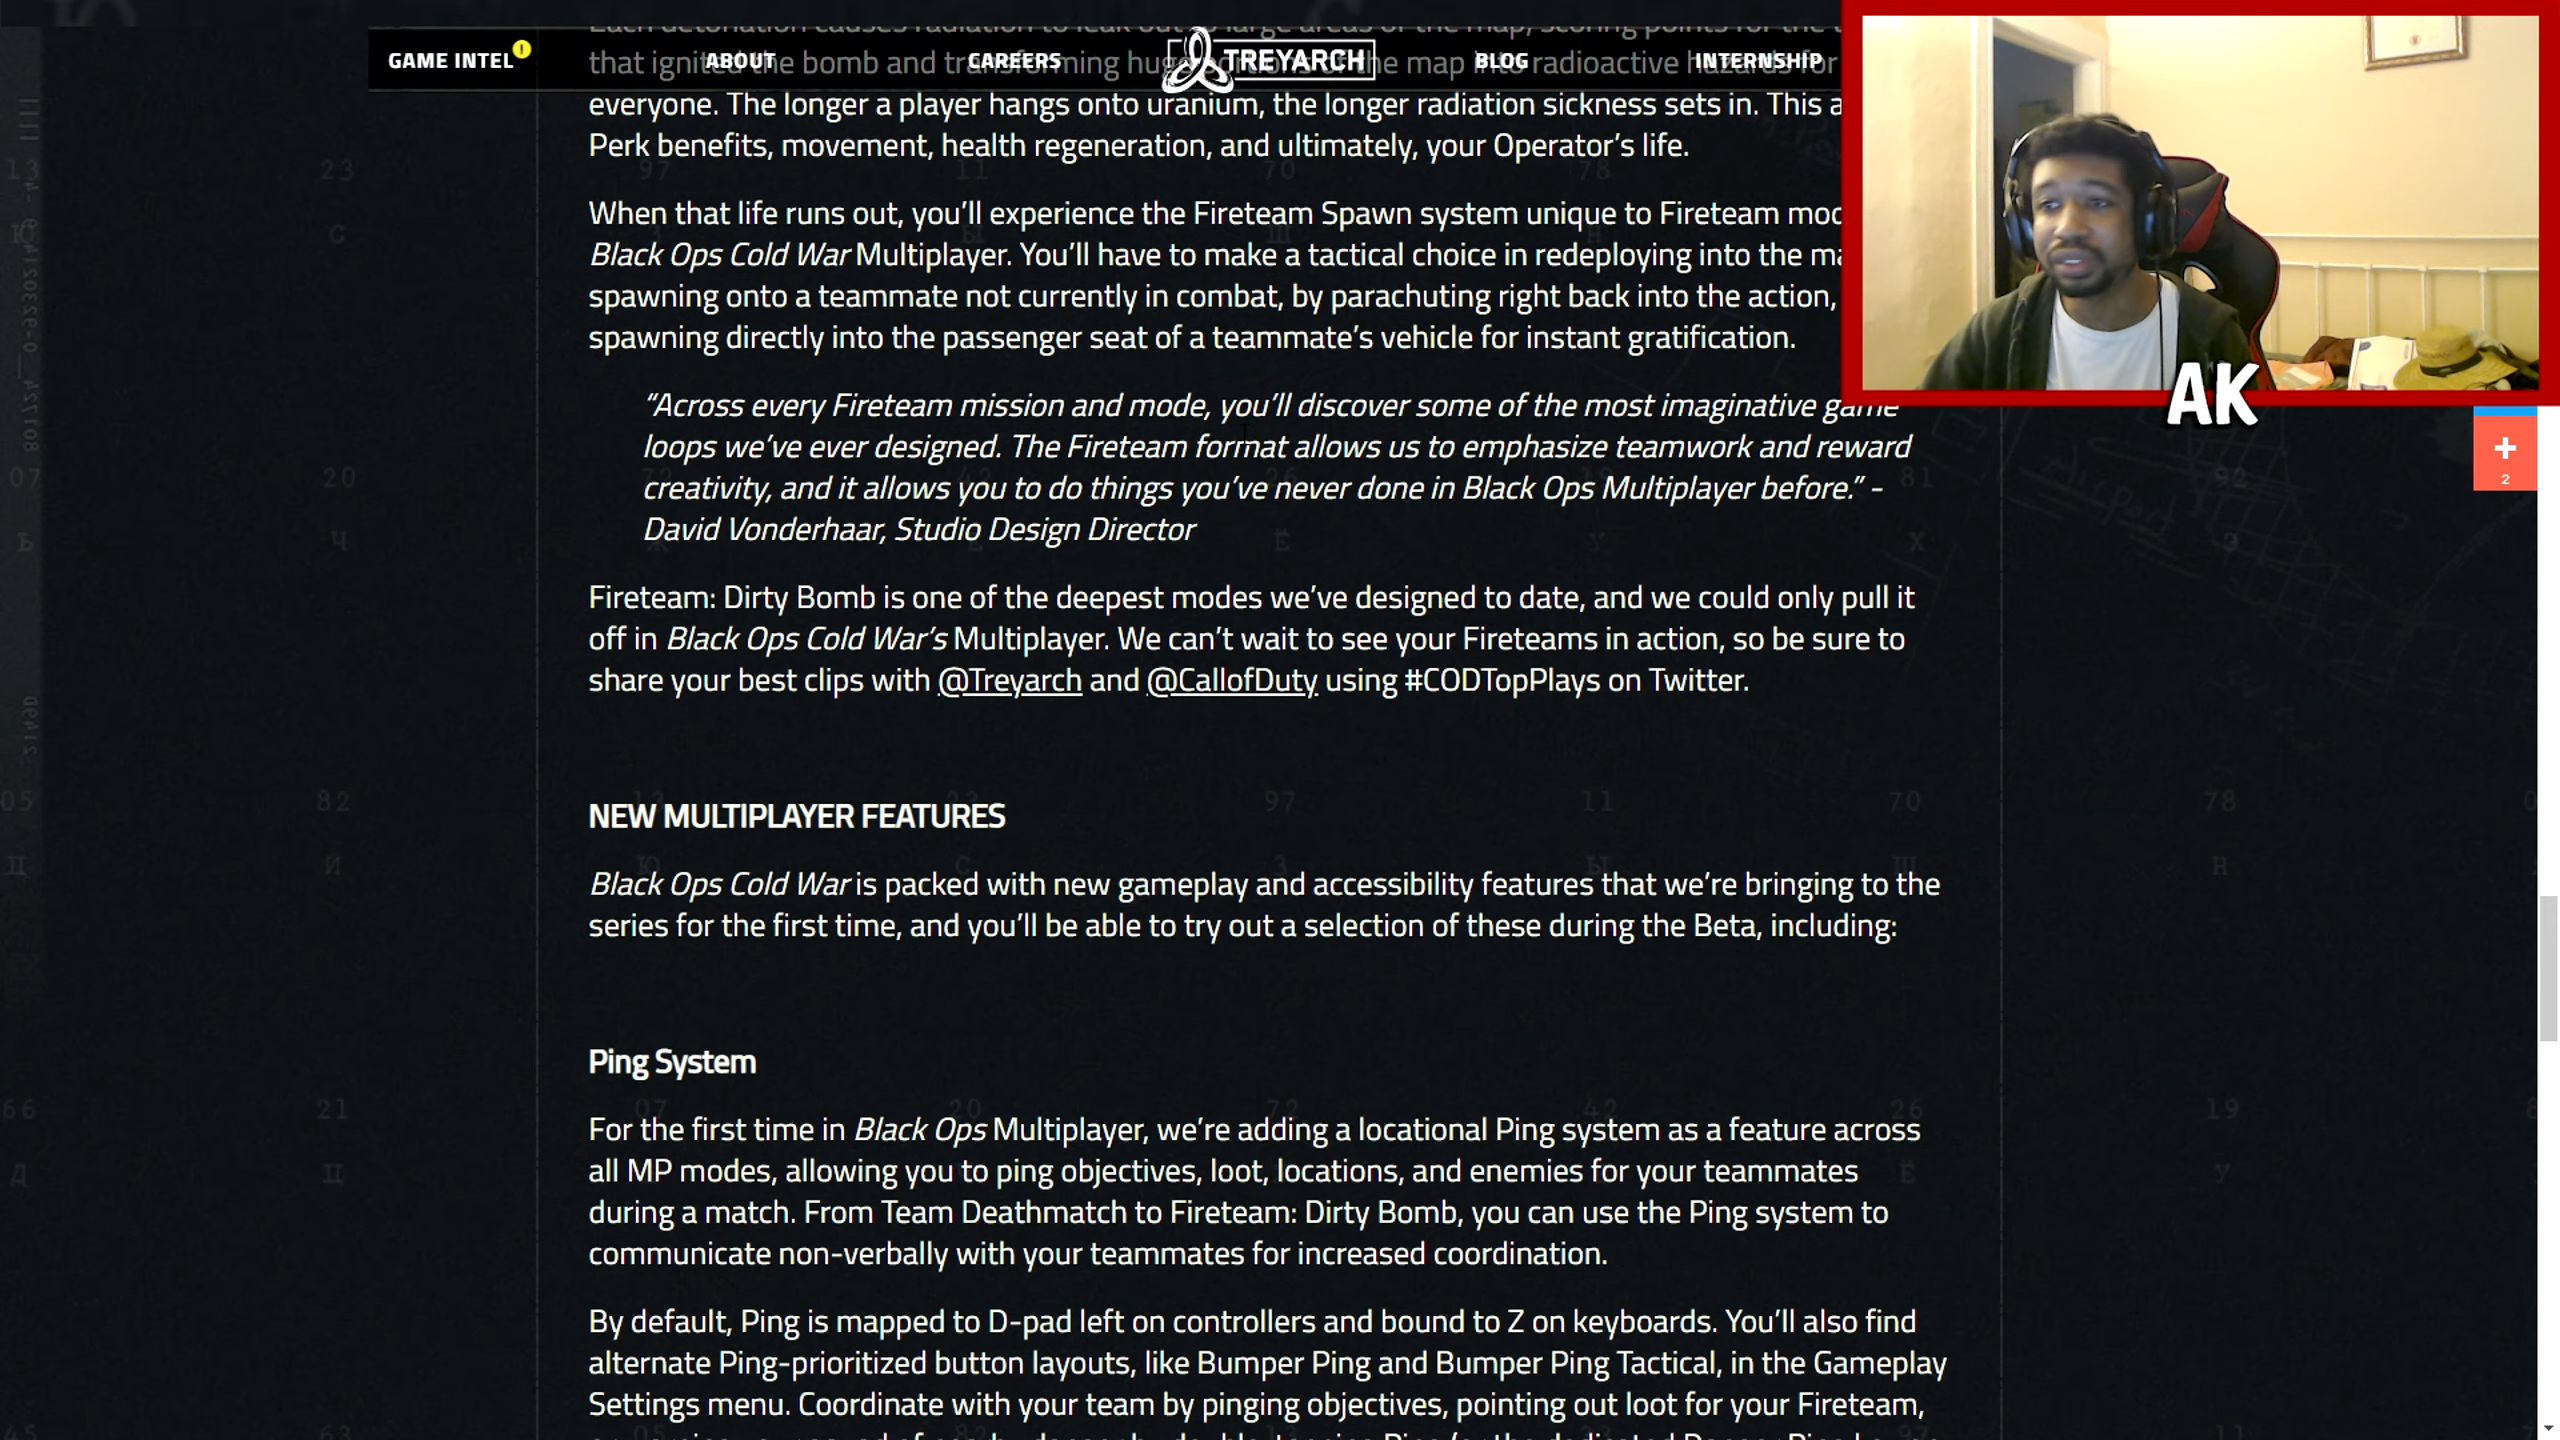 GAME INTEL
ABOUT
CAREERS
TREYARCH
BLOG
INTERNSHIP
that ignited the bomb and transforming huge portions of the map into radioactive hazards for
everyone. The longer a player hangs onto uranium, the longer radiation sickness sets in. This a
Perk benefits, movement, health regeneration, and ultimately, your Operator's life.
When that life runs out, you'll experience the Fireteam Spawn system unique to Fireteam mod
Black Ops Cold War Multiplayer. You'll have to make a tactical choice in redeploying into the ma
spawning onto a teammate not currently in combat, by parachuting right back into the action,
spawning directly into the passenger seat of a teammate's vehicle for instant gratification.
AK
“Across every Fireteam mission and mode, you'll discover some of the most imaginative game
loops we've ever designed. The Fireteam format allows us to emphasize teamwork and reward
creativity, and it allows you to do things you've never done in Black Ops Multiplayer before.” -
David Vonderhaar, Studio Design Director
2
Fireteam: Dirty Bomb is one of the deepest modes we've designed to date, and we could only pull it
off in Black Ops Cold War's Multiplayer. We can't wait to see your Fireteams in action, so be sure to
share your best clips with @Treyarch and @CallofDuty using #CODTopPlays on Twitter.
NEW MULTIPLAYER FEATURES
Black Ops Cold War is packed with new gameplay and accessibility features that we're bringing to the
series for the first time, and you'll be able to try out a selection of these during the Beta, including:
Ping System
For the first time in Black Ops Multiplayer, we're adding a locational Ping system as a feature across
all MP modes, allowing you to ping objectives, loot, locations, and enemies for your teammates
during a match. From Team Deathmatch to Fireteam: Dirty Bomb, you can use the Ping system to
communicate non-verbally with your teammates for increased coordination.
By default, Ping is mapped to D-pad left on controllers and bound to Z on keyboards. You'll also find
alternate Ping-prioritized button layouts, like Bumper Ping and Bumper Ping Tactical, in the Gameplay
Settings menu. Coordinate with your team by pinging objectives, pointing out loot for your Fireteam,